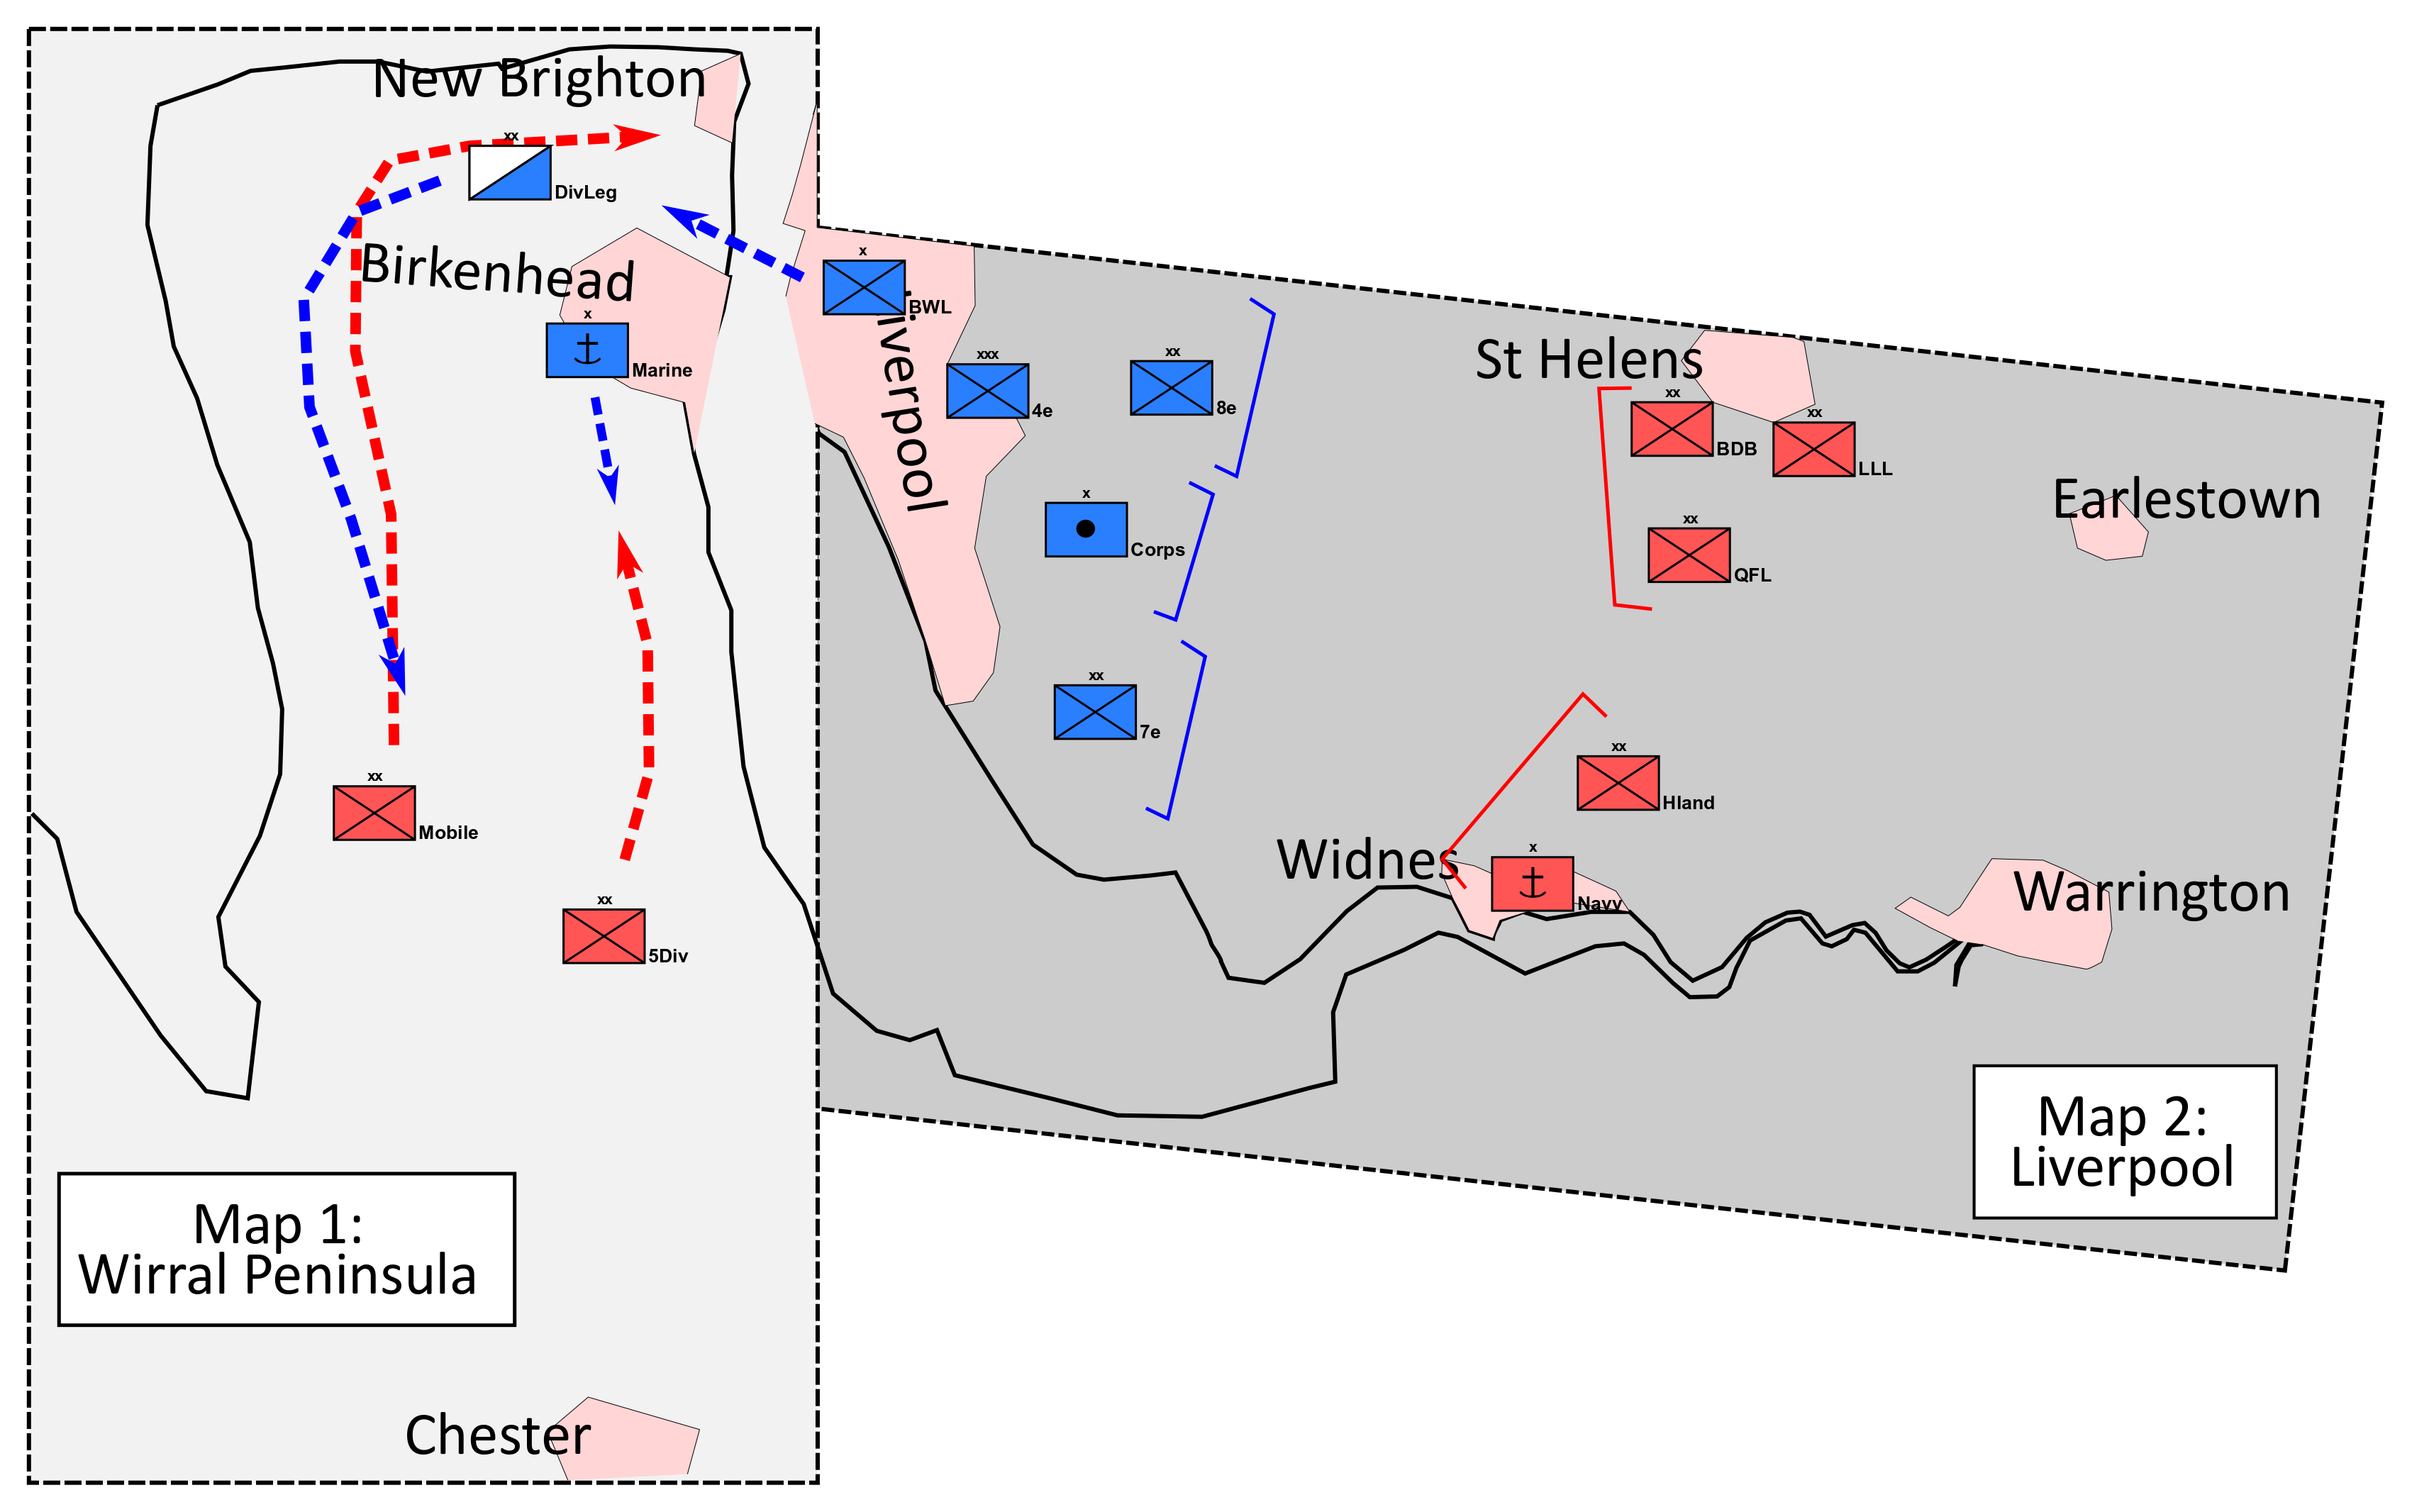 New Brighton
xx
DivLeg
Birkenhead
x
Marine
x
BWL
Liverpool
xxx
4e
xx
8e
x
Corps
xx
7e
St Helens
xx
BDB
xx
LLL
xx
QFL
Earlestown
xx
Hland
Widnes
x
Navy
Warrington
xx
Mobile
xx
5Div
Map 1:
Wirral Peninsula
Map 2:
Liverpool
Chester